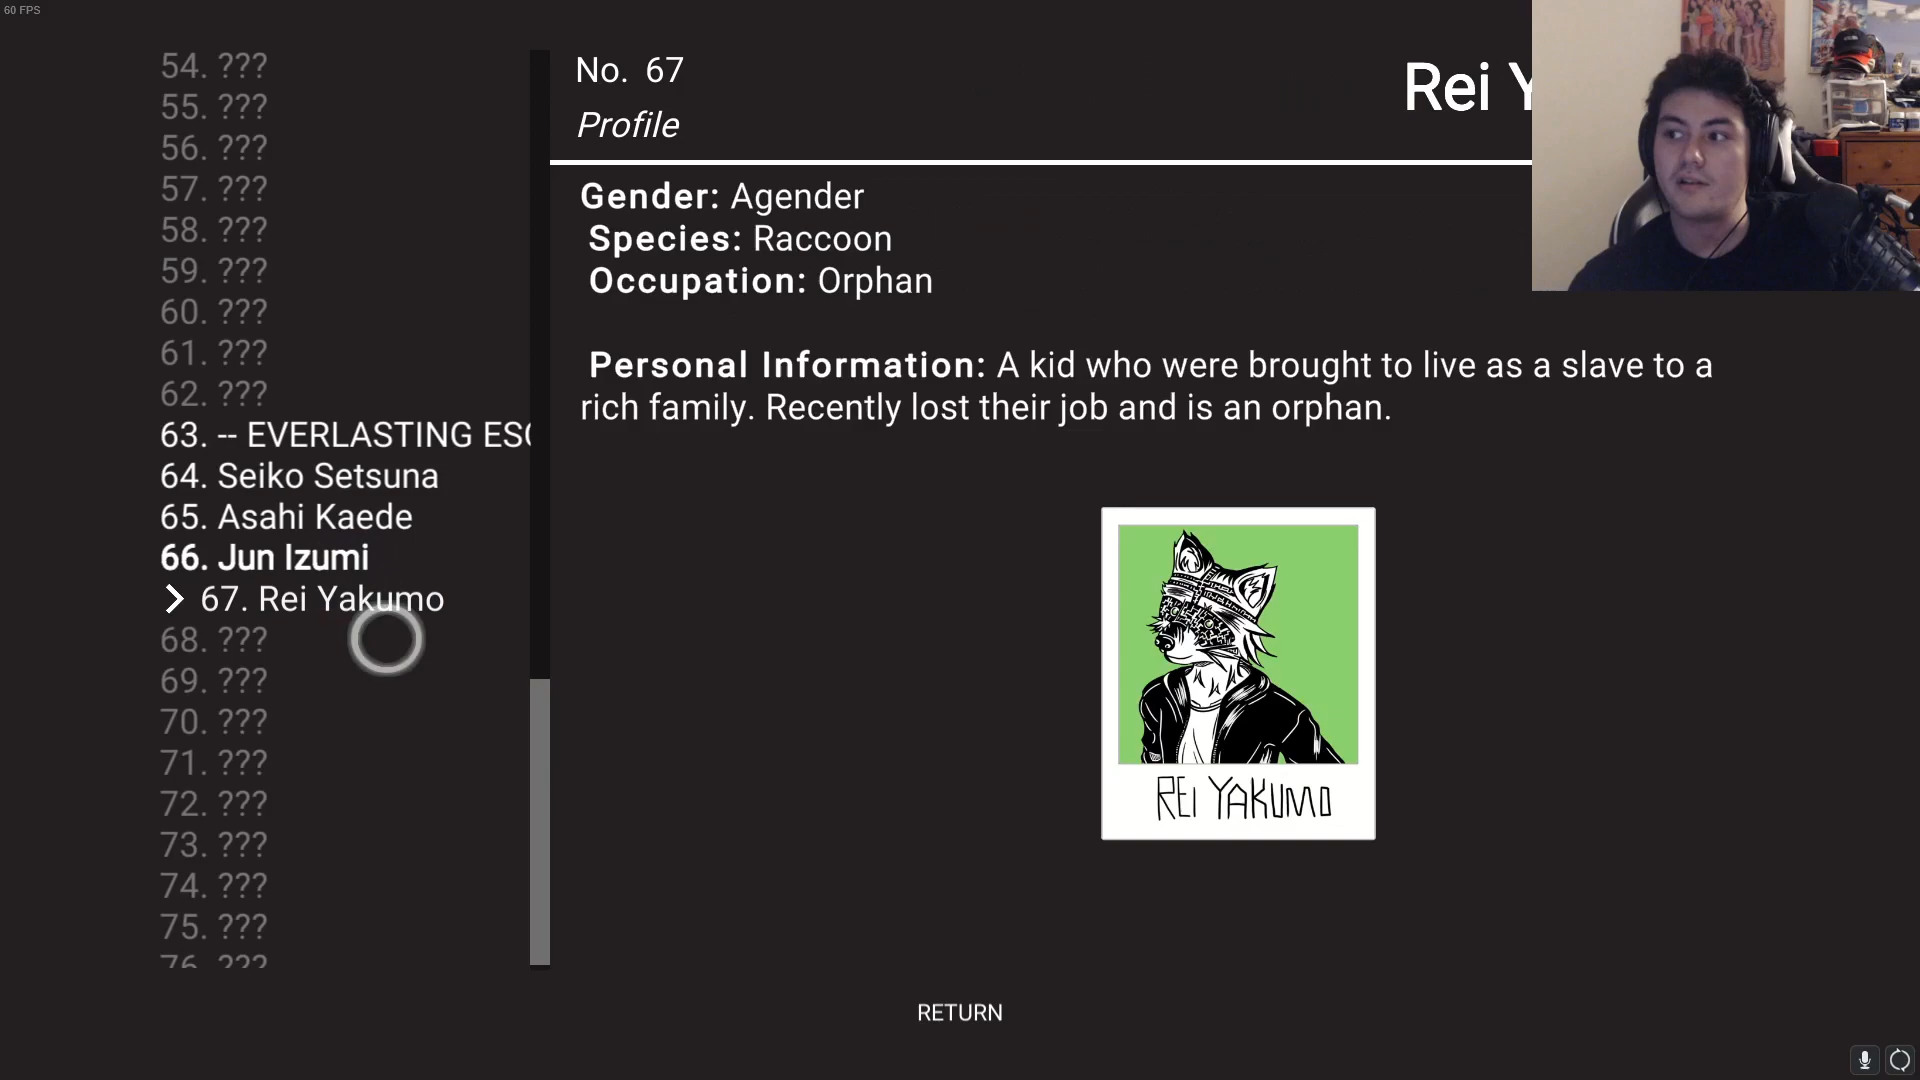 60 FPS
54. ???
55. ???
56. ???
57. ???
58. ???
59. ???
60. ???
61. ???
62. ???
63. -- EVERLASTING ESC
64. Seiko Setsuna
65. Asahi Kaede
66. Jun Izumi
67. Rei Yakumo
68. ???
69. ???
70. ???
71. ???
72. ???
73. ???
74. ???
75. ???
76. ???
No. 67
Rei Y
Profile
Gender: Agender
Species: Raccoon
Occupation: Orphan
Personal Information: A kid who were brought to live as a slave to a
rich family. Recently lost their job and is an orphan.
REI YAKUMO
RETURN